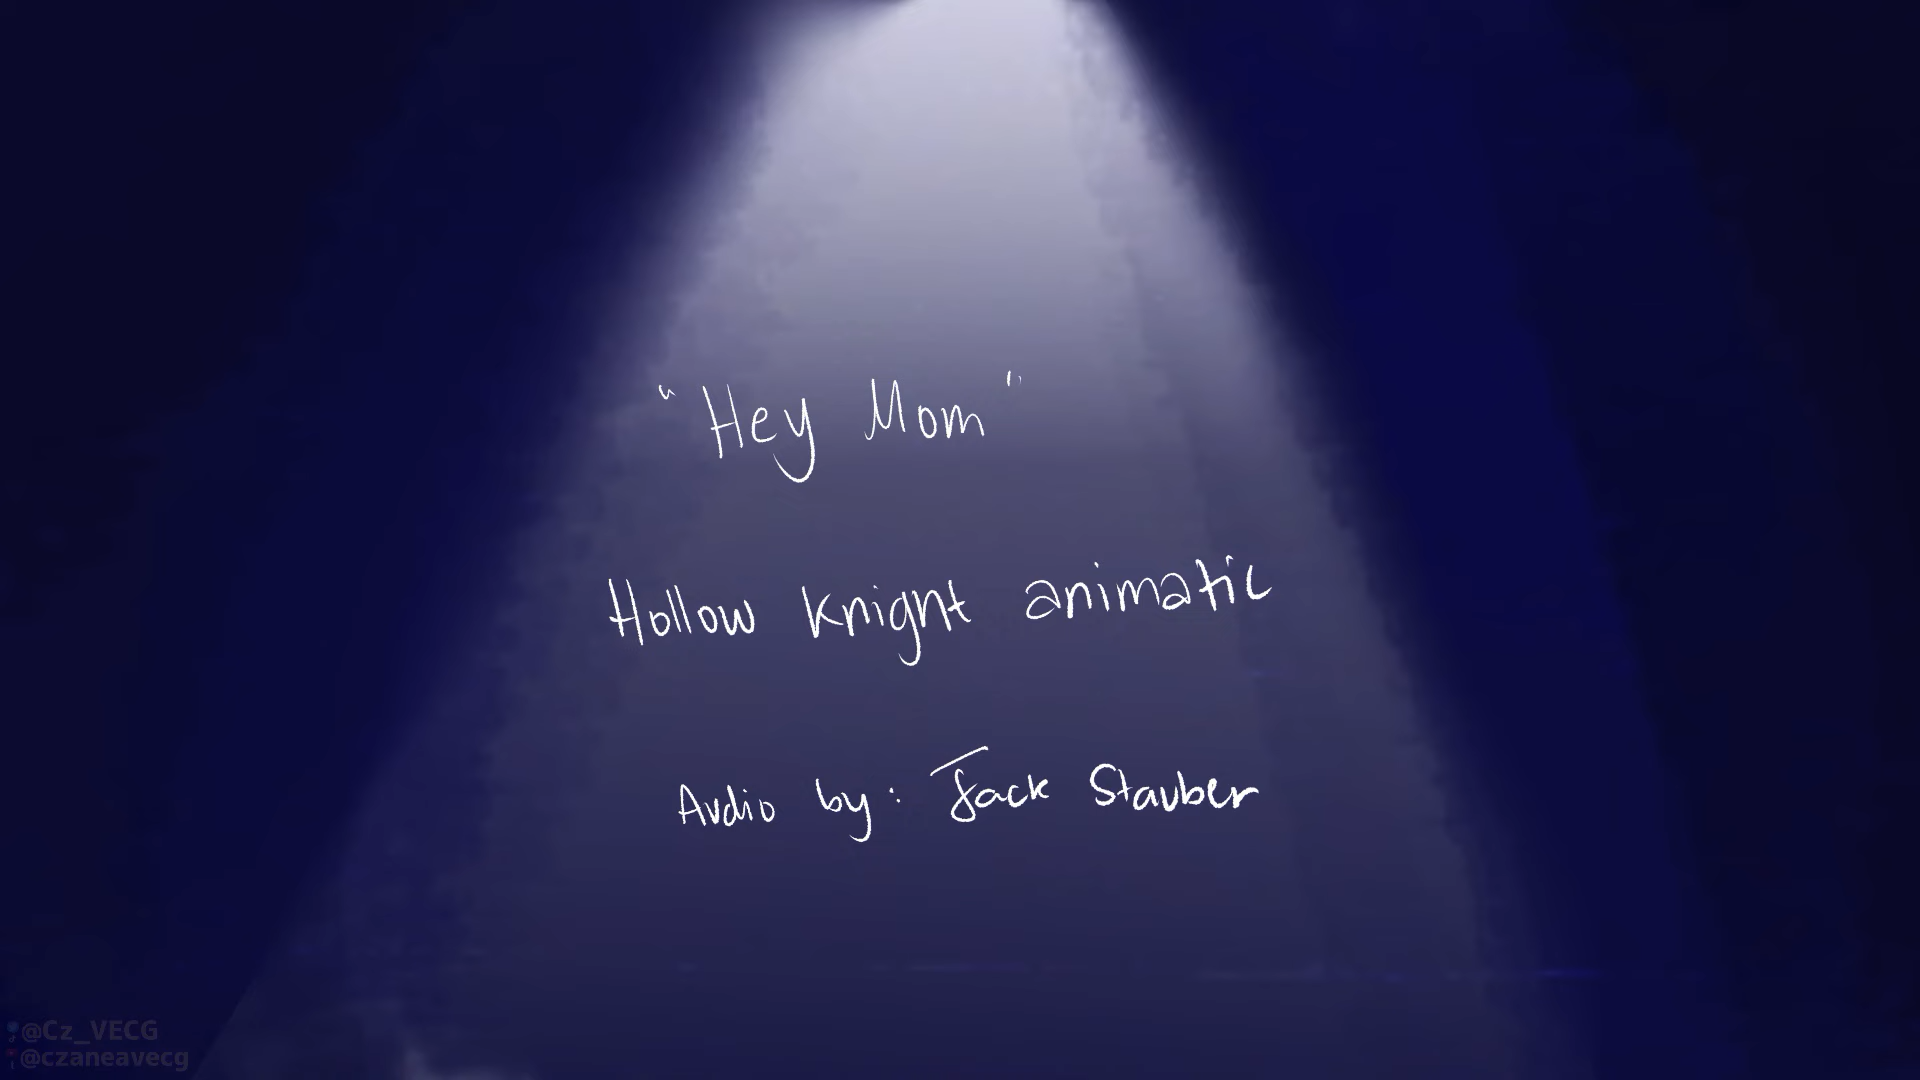 "Hey Mom"
Hollow Knight animatic
Audio by: Jack Stauber
@Cz_VECG
@czaneavecg